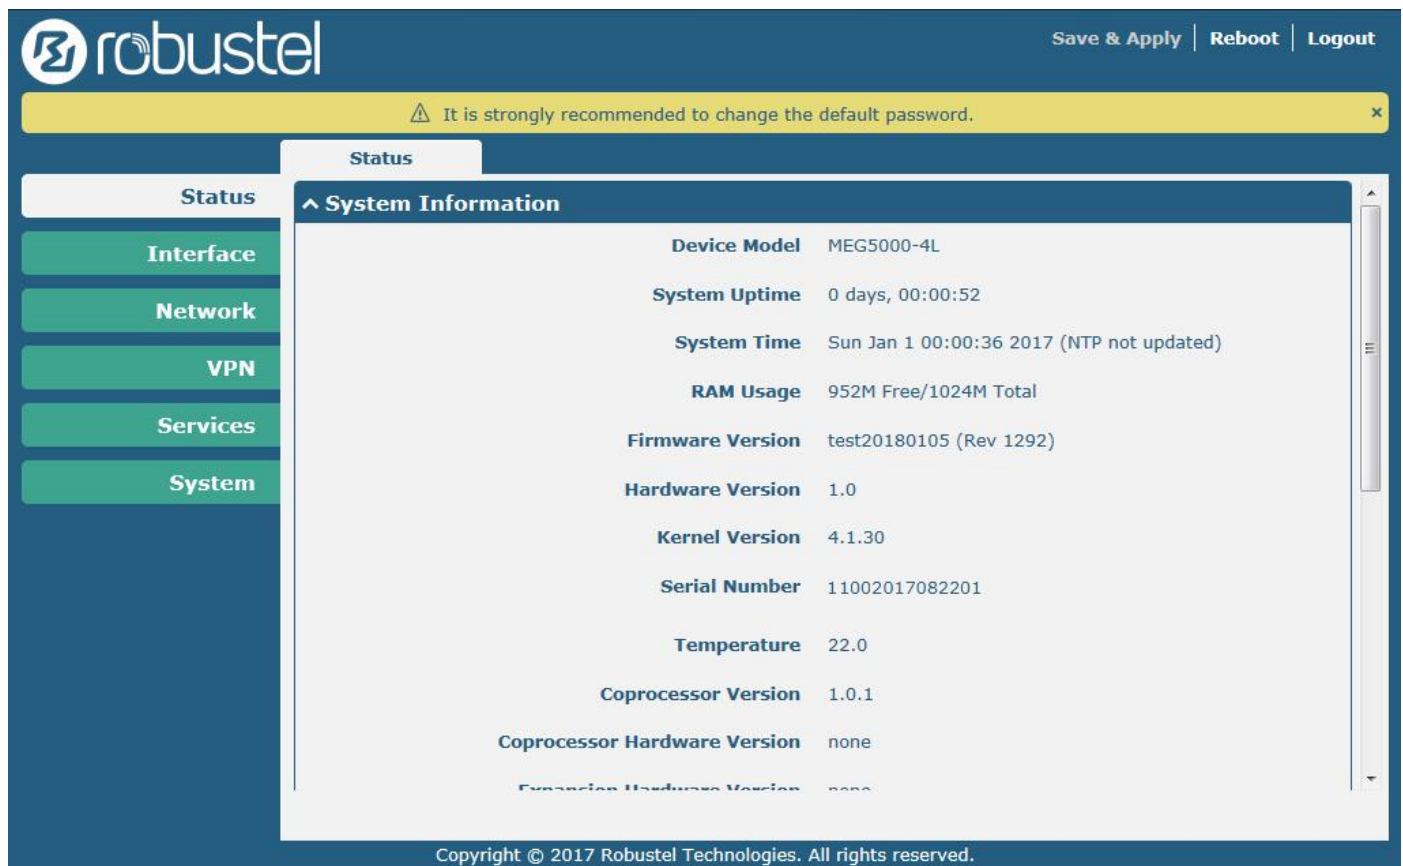 robustel
Save & Apply | Reboot | Logout
⚠ It is strongly recommended to change the default password. ×
Status
Status
Interface
Network
VPN
Services
System
System Information
Device Model MEG5000-4L
System Uptime 0 days, 00:00:52
System Time Sun Jan 1 00:00:36 2017 (NTP not updated)
RAM Usage 952M Free/1024M Total
Firmware Version test20180105 (Rev 1292)
Hardware Version 1.0
Kernel Version 4.1.30
Serial Number 11002017082201
Temperature 22.0
Coprocessor Version 1.0.1
Coprocessor Hardware Version none
Expansion Hardware Version none
Copyright © 2017 Robustel Technologies. All rights reserved.